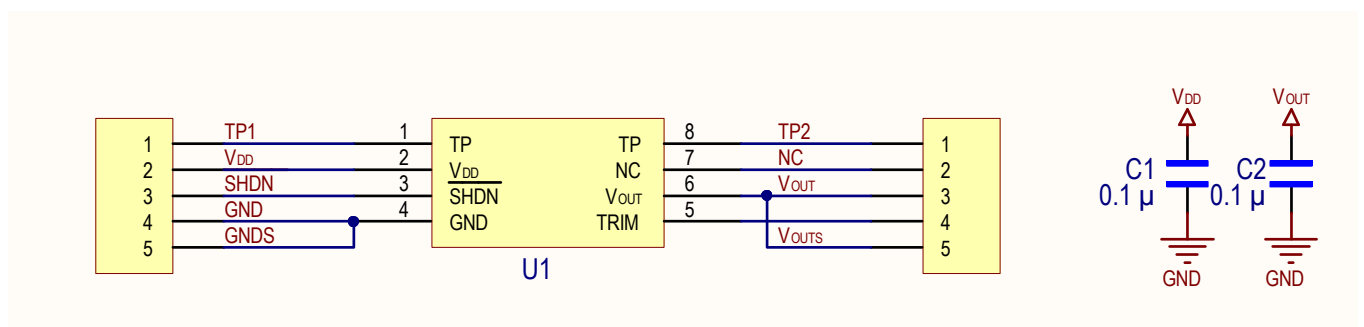 VDD VOUT
1 TP1 1 TP TP 8 TP2 1
2 VDD 2 VDD NC 7 NC 2
3 SHDN 3 SHDN VOUT 6 VOUT 3
4 GND 4 GND TRIM 5 4
5 GNDS VOUTS 5
U1
C1 C2
0.1 µ 0.1 µ
GND GND